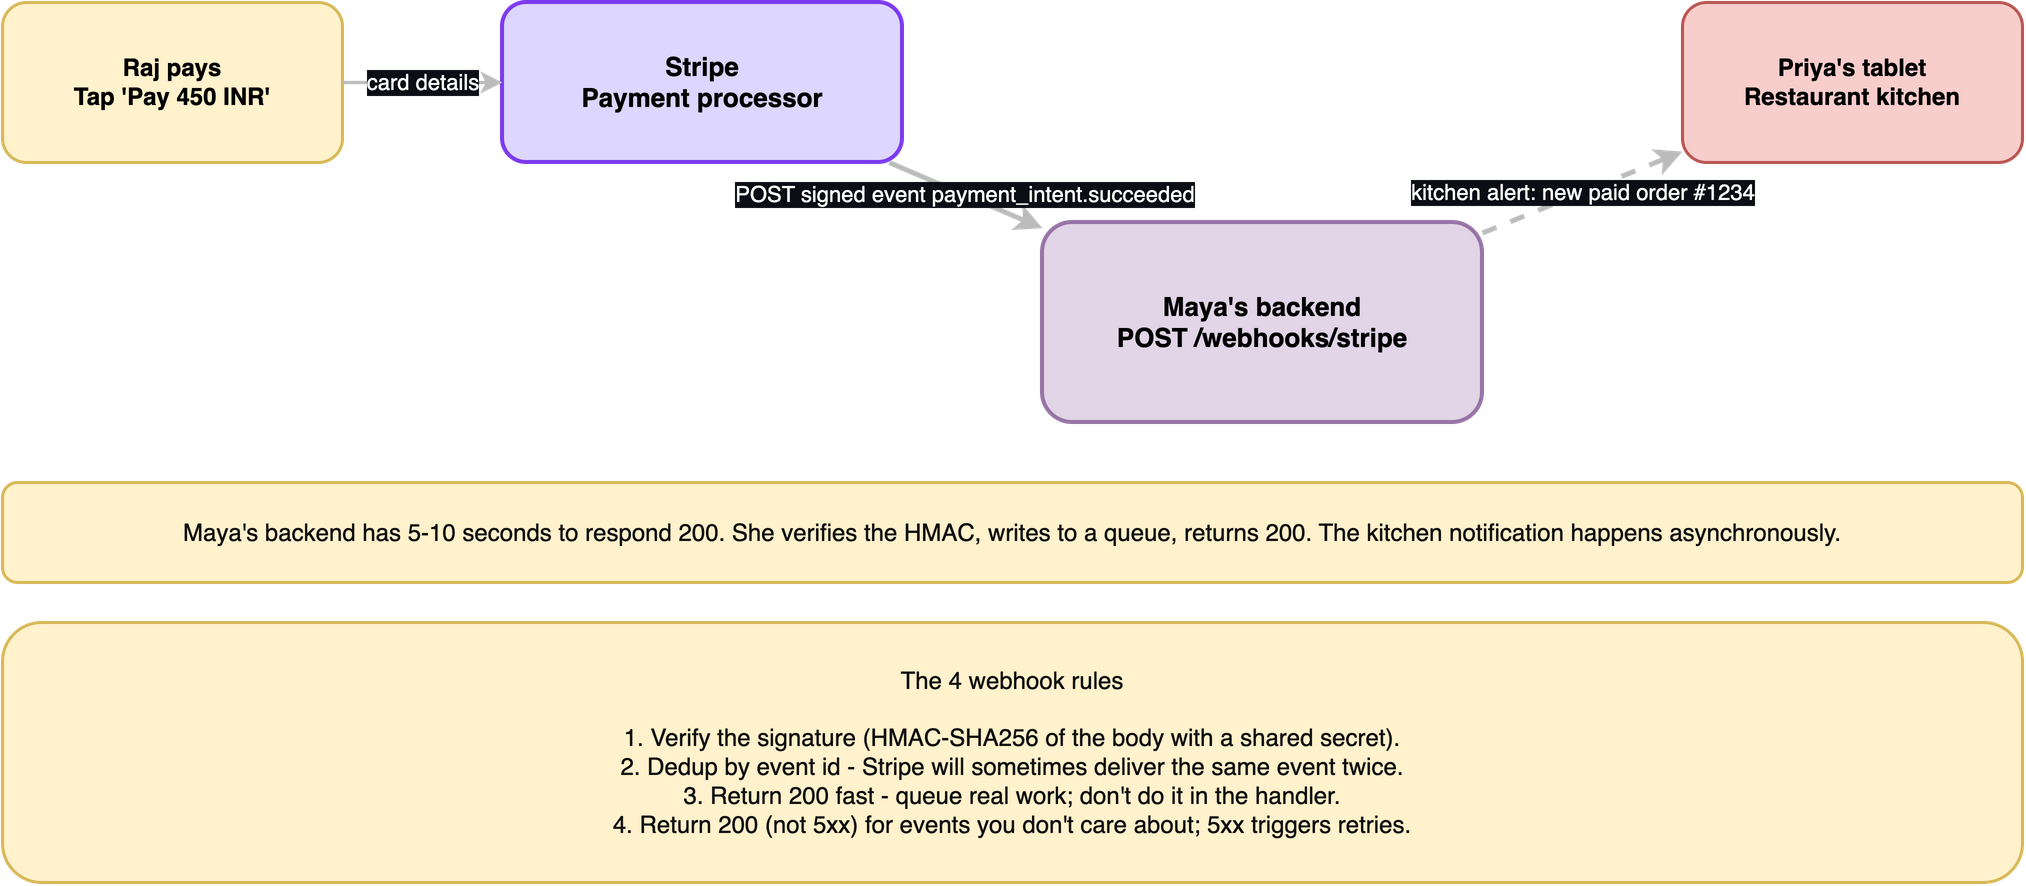 Raj pays
Tap 'Pay 450 INR'
card details
Stripe
Payment processor
Priya's tablet
Restaurant kitchen
POST signed event payment_intent.succeeded
kitchen alert: new paid order #1234
Maya's backend
POST /webhooks/stripe
Maya's backend has 5-10 seconds to respond 200. She verifies the HMAC, writes to a queue, returns 200. The kitchen notification happens asynchronously.
The 4 webhook rules
1. Verify the signature (HMAC-SHA256 of the body with a shared secret).
2. Dedup by event id - Stripe will sometimes deliver the same event twice.
3. Return 200 fast - queue real work; don't do it in the handler.
4. Return 200 (not 5xx) for events you don't care about; 5xx triggers retries.